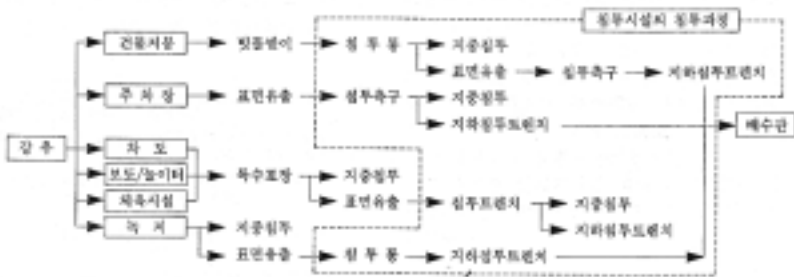 침투시설의 침투과정
건물지붕 빗물받이 침투통 지중침투
표면유출 침투측구 지하침투트렌치
주차장 표면유출 침투측구 지중침투
지하침투트렌치 배수관
강우
차도
보도/놀이터 투수포장 지중침투
체육시설 표면유출 침투트렌치 지중침투
지하침투트렌치
녹지 지중침투
표면유출 침투통 지하침투트렌치